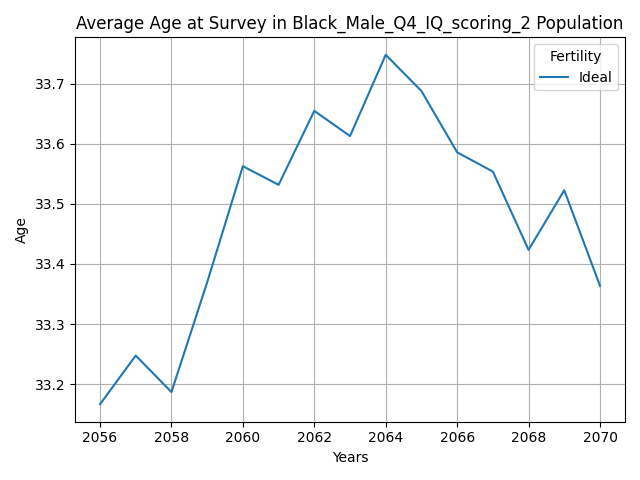 Average Age at Survey in Black_Male_Q4_IQ_scoring_2 Population
Fertility
Ideal
33.7
33.6
33.5
33.4
33.3
33.2
Age
2056 2058 2060 2062 2064 2066 2068 2070
Years